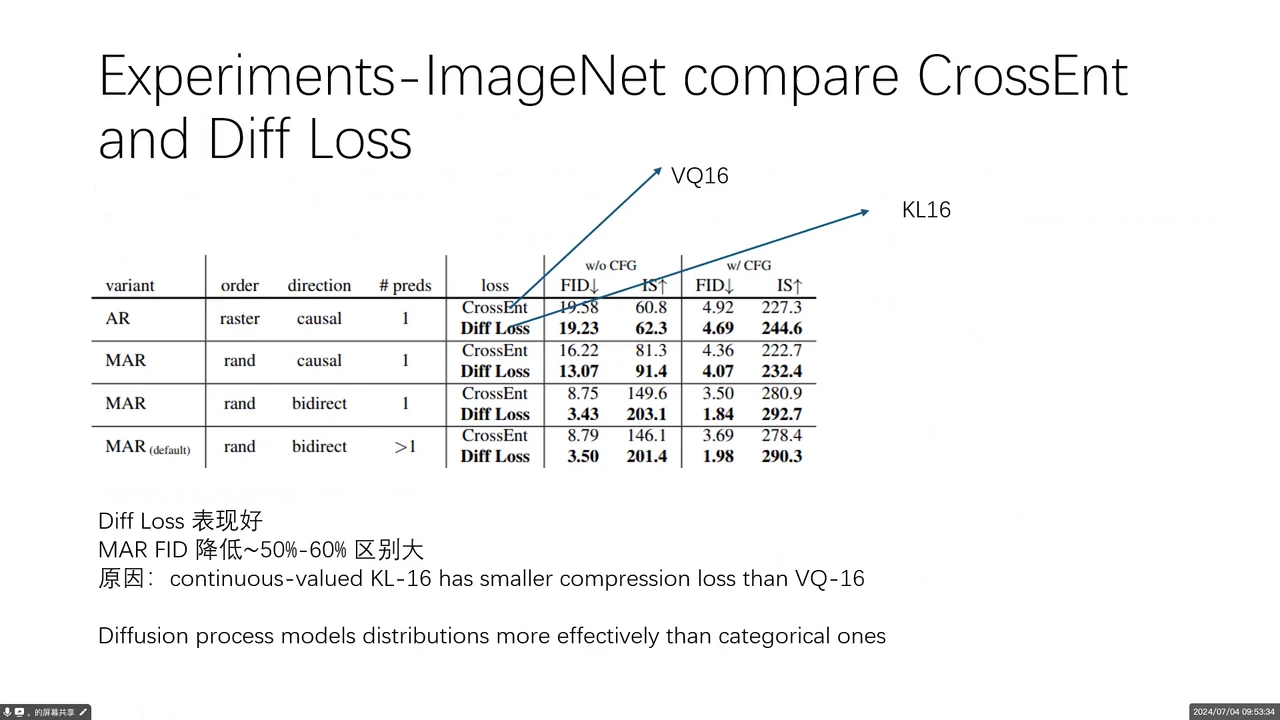 Experiments-ImageNet compare CrossEnt
and Diff Loss
VQ16
KL16
w/o CFG w/ CFG
variant order direction # preds loss FID↓ IS↑ FID↓ IS↑
AR raster causal 1 CrossEnt 19.58 60.8 4.92 227.3
Diff Loss 19.23 62.3 4.69 244.6
MAR rand causal 1 CrossEnt 16.22 81.3 4.36 222.7
Diff Loss 13.07 91.4 4.07 232.4
MAR rand bidirect 1 CrossEnt 8.75 149.6 3.50 280.9
Diff Loss 3.43 203.1 1.84 292.7
MAR (default) rand bidirect >1 CrossEnt 8.79 146.1 3.69 278.4
Diff Loss 3.50 201.4 1.98 290.3
Diff Loss 表现好
MAR FID 降低~50%-60% 区别大
原因：continuous-valued KL-16 has smaller compression loss than VQ-16
Diffusion process models distributions more effectively than categorical ones
。的屏幕共享
2024/07/04 09:53:34